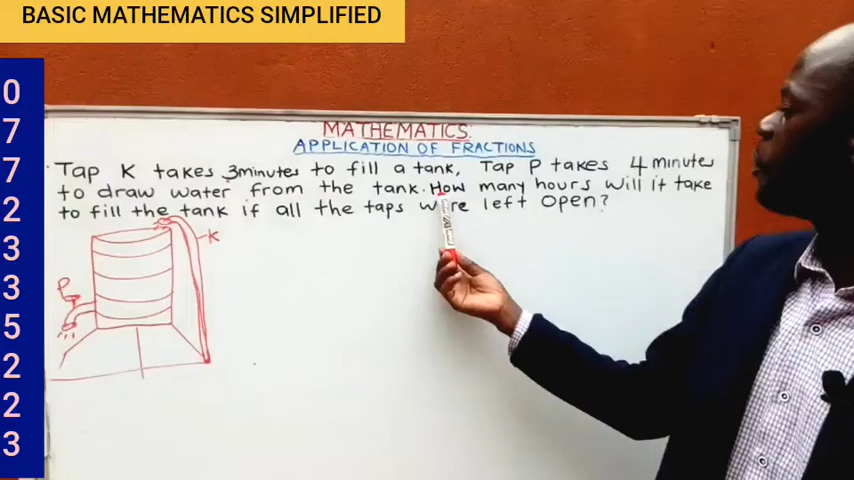 BASIC MATHEMATICS SIMPLIFIED
0
7
7
2
3
3
5
2
2
3
MATHEMATICS
APPLICATION OF FRACTIONS
Tap K takes 3minutes to fill a tank, Tap P takes 4 minutes
to draw water from the tank. How many hours will it take
to fill the tank if all the taps were left open?
K
P